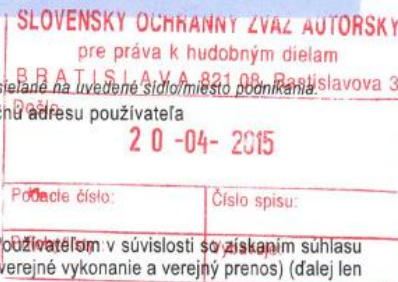 SLOVENSKÝ OCHRANNÝ ZVÄZ AUTORSKÝ
pre práva k hudobným dielam
BRATISLAVA 821 08, Rastislavova 3
sielané na uvedené sídlo/miesto podnikania.
Došlo:
čnú adresu používateľa
20 -04- 2015
Podacie číslo:
Číslo spisu:
Používateľom v súvislosti so získaním súhlasu
verejné vykonanie a verejný prenos) (ďalej len